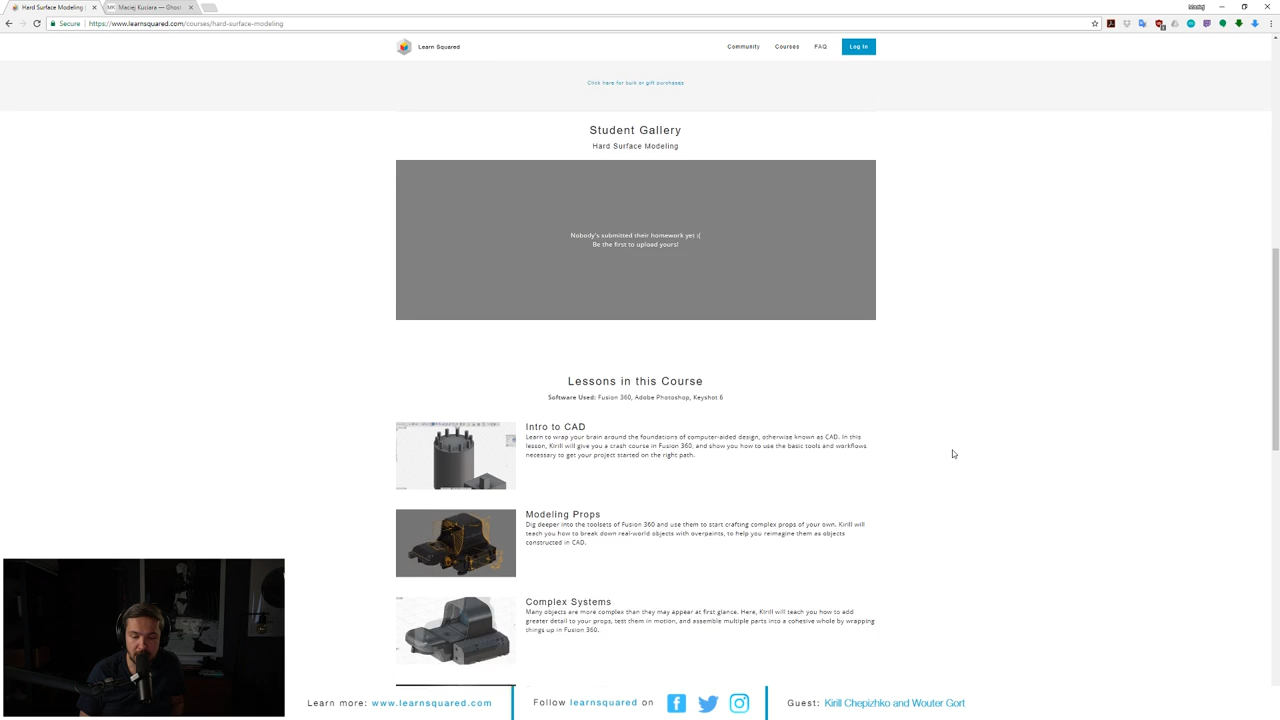 Hard Surface Modeling
Maciej Kuciara — Ghos
Secure
https://www.learnsquared.com/courses/hard-surface-modeling
Learn Squared
Community
Courses
FAQ
Log In
Click here for bulk or gift purchases
Student Gallery
Hard Surface Modeling
Nobody's submitted their homework yet :(
Be the first to upload yours!
Lessons in this Course
Software Used: Fusion 360, Adobe Photoshop, Keyshot 6
Intro to CAD
Learn to wrap your brain around the foundations of computer-aided design, otherwise known as CAD. In this
lesson, Kirill will give you a crash course in Fusion 360, and show you how to use the basic tools and workflows
necessary to get your project started on the right path.
Modeling Props
Dig deeper into the toolsets of Fusion 360 and use them to start crafting complex props of your own. Kirill will
teach you how to break down real-world objects with overpaints, to help you reimagine them as objects
constructed in CAD.
Complex Systems
Many objects are more complex than they may appear at first glance. Here, Kirill will teach you how to add
greater detail to your props, test them in motion, and assemble multiple parts into a cohesive whole by wrapping
things up in Fusion 360.
Learn more: www.learnsquared.com
Follow learnsquared on
Guest: Kirill Chepizhko and Wouter Gort